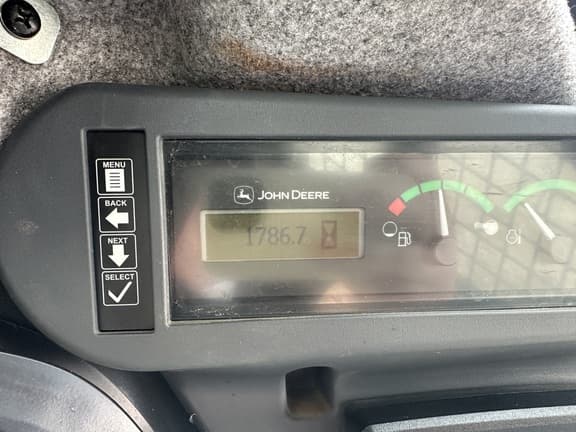 MENU
BACK
NEXT
SELECT
JOHN DEERE
1786.7